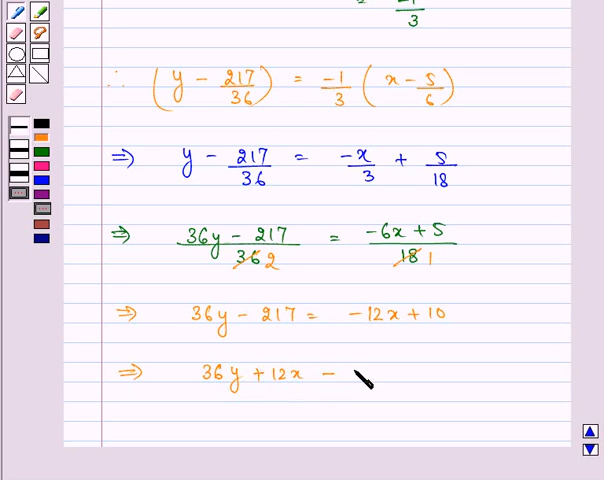 -1/3
∴ (y - 217/36) = -1/3 (x - 5/6)
⇒ y - 217/36 = -x/3 + 5/18
⇒ (36y - 217)/36 2 = (-6x + 5)/18 1
⇒ 36y - 217 = -12x + 10
⇒ 36y + 12x -